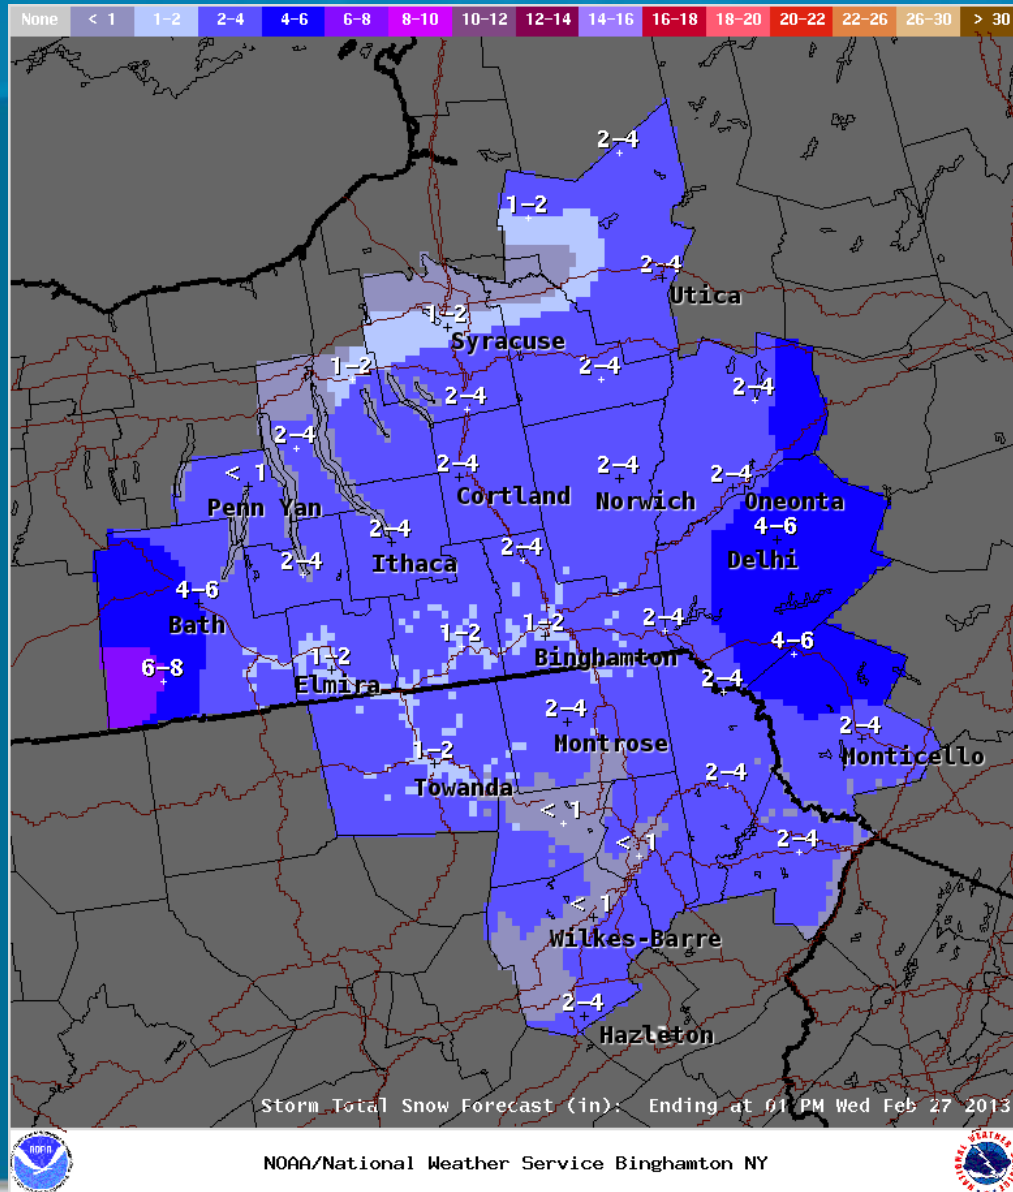 None < 1 1-2 2-4 4-6 6-8 8-10 10-12 12-14 14-16 16-18 18-20 20-22 22-26 26-30 > 30
2-4
1-2
2-4
Utica
1-2
Syracuse
1-2
2-4
2-4
2-4
2-4
< 1
Penn Yan
2-4
Cortland
2-4
Norwich
2-4
Oneonta
2-4
Ithaca
2-4
2-4
4-6
Delhi
4-6
Bath
1-2
1-2
Binghamton
2-4
4-6
6-8
1-2
Elmira
2-4
2-4
Montrose
2-4
Monticello
1-2
Towanda
2-4
< 1
< 1
2-4
< 1
Wilkes-Barre
2-4
Hazleton
Storm Total Snow Forecast (in): Ending at 01 PM Wed Feb 27 2013
NOAA
NOAA/National Weather Service Binghamton NY
NATIONAL WEATHER SERVICE